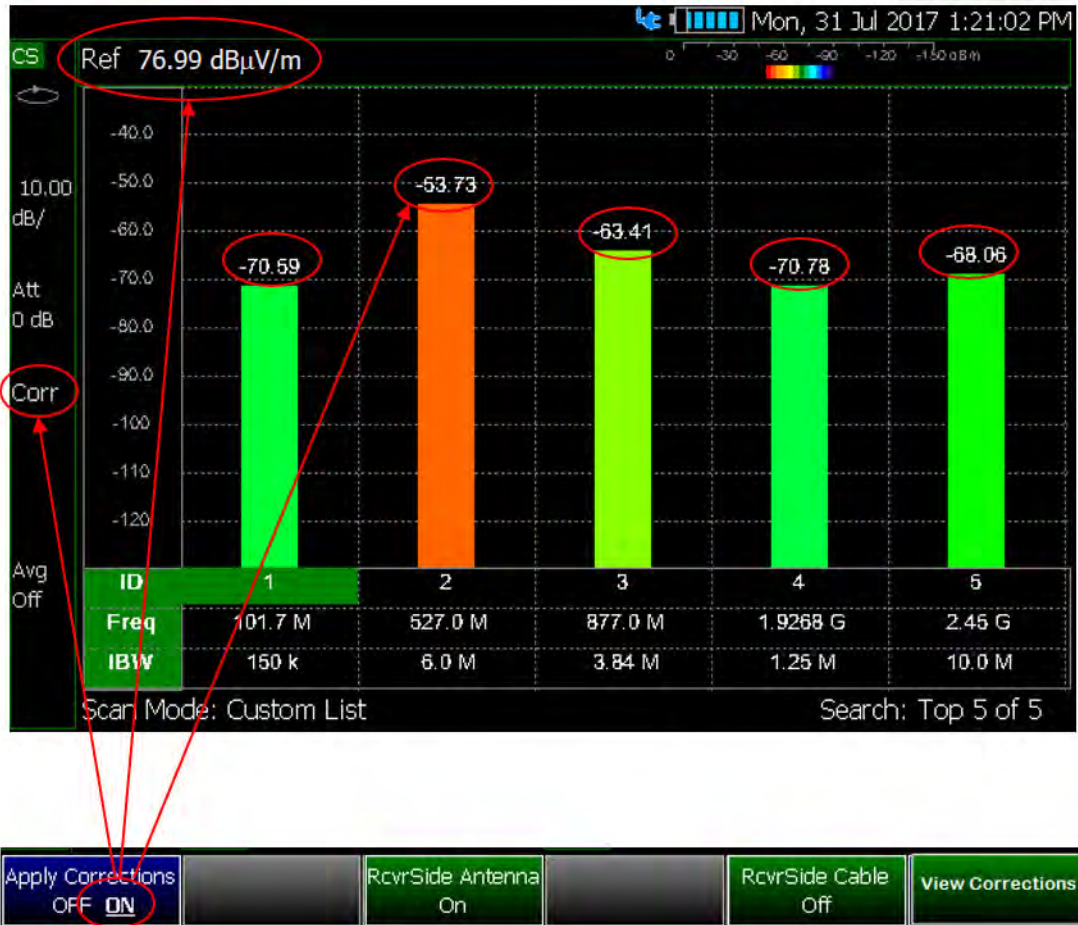 Mon, 31 Jul 2017 1:21:02 PM
CS
Ref 76.99 dBµV/m
0 -30 -60 -90 -120 -150 dBm
-40.0
10.00
dB/
-50.0
-53.73
-60.0
-63.41
-70.59
-70.78
-68.06
-70.0
Att
0 dB
-80.0
-90.0
Corr
-100
-110
-120
Avg
Off
ID 1 2 3 4 5
Freq 101.7 M 527.0 M 877.0 M 1.9268 G 2.45 G
IBW 150 k 6.0 M 3.84 M 1.25 M 10.0 M
Scan Mode: Custom List Search: Top 5 of 5
Apply Corrections
OFF ON
RcvrSide Antenna
On
RcvrSide Cable
Off
View Corrections